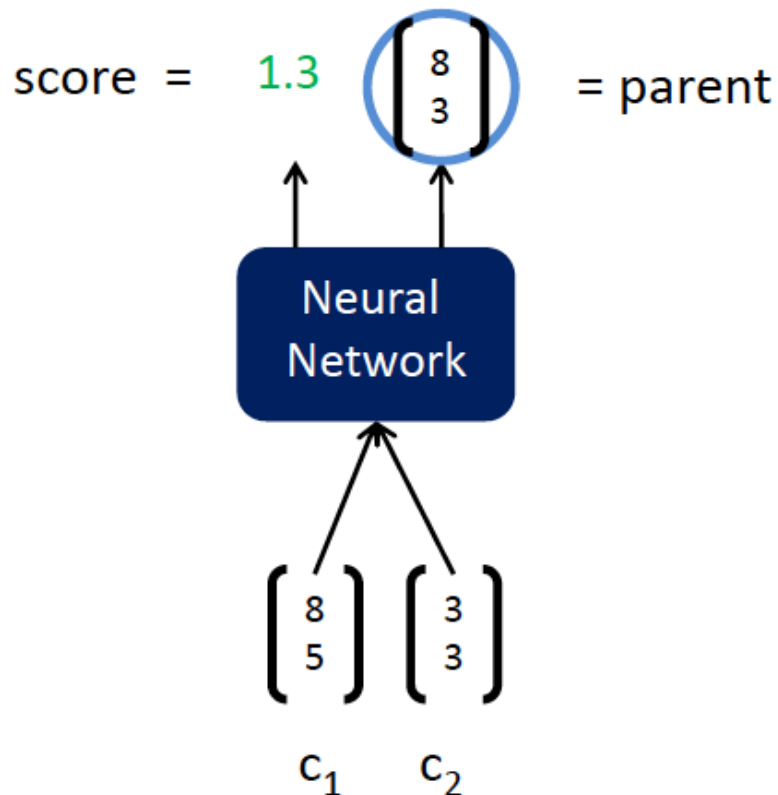 score = 1.3 [8 3] = parent
Neural
Network
[8 5] [3 3]
c₁ c₂